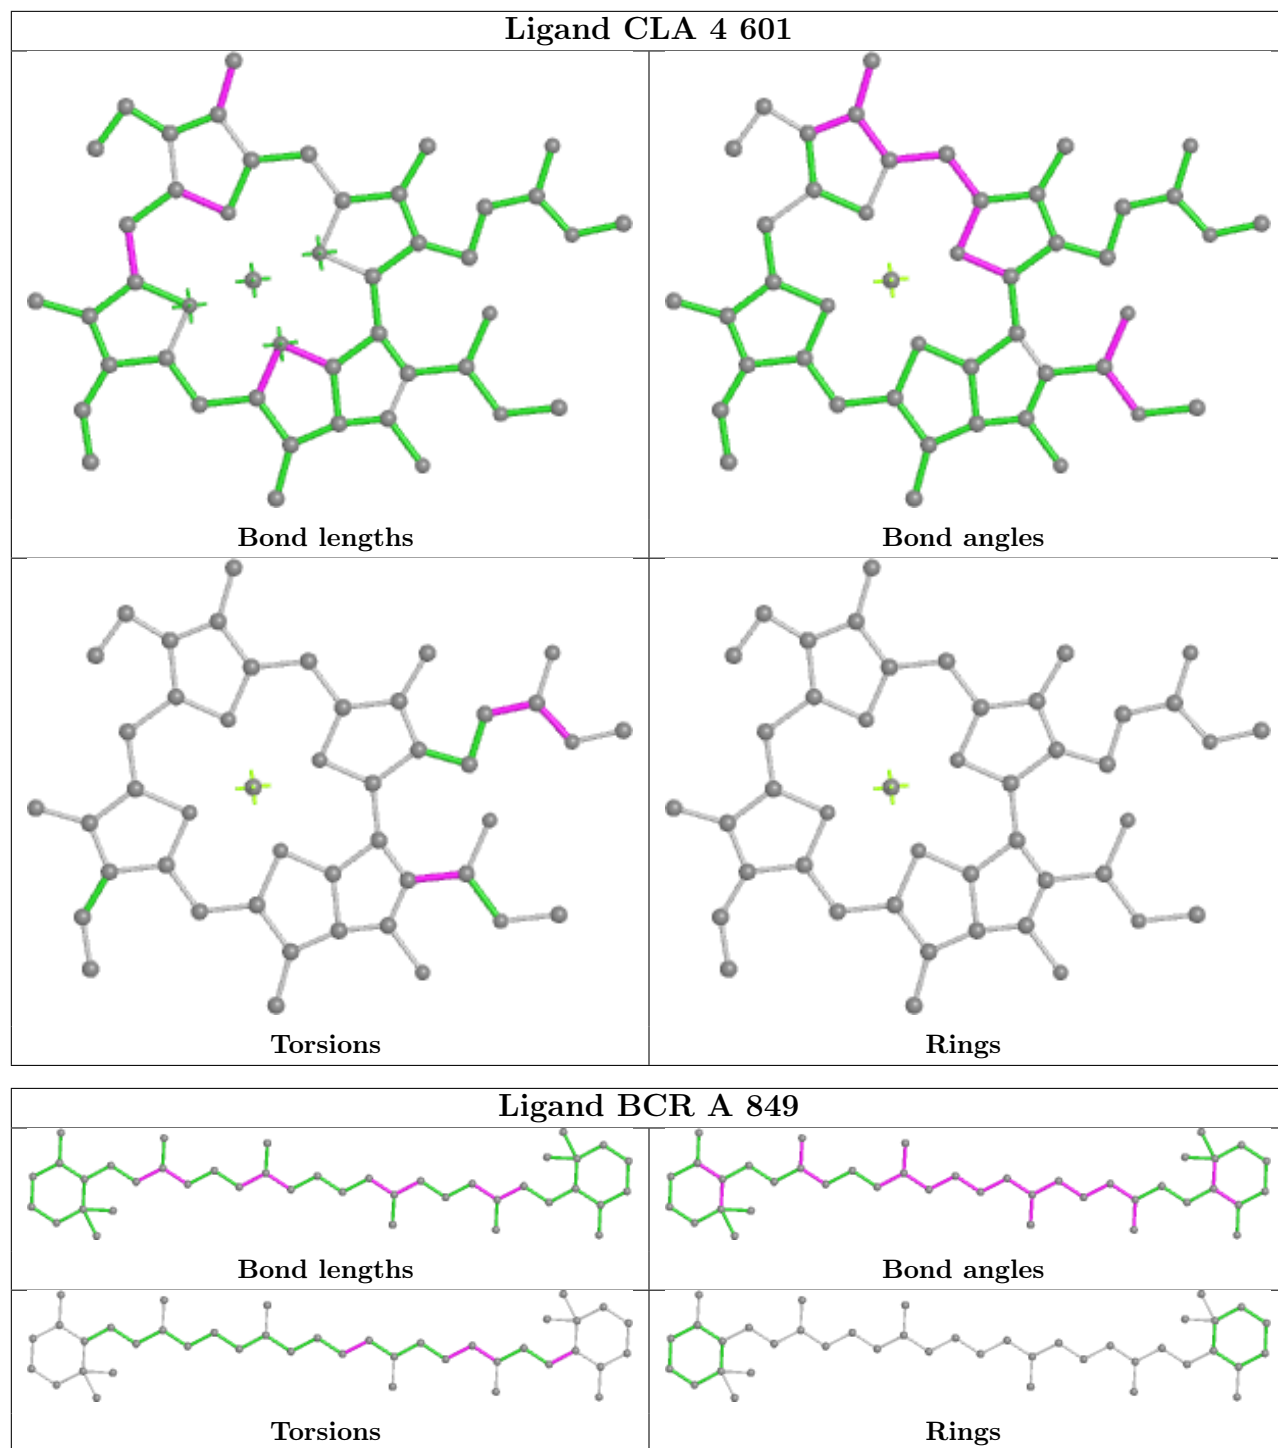 Ligand CLA 4 601
Bond lengths
Bond angles
Torsions
Rings
Ligand BCR A 849
Bond lengths
Bond angles
Torsions
Rings